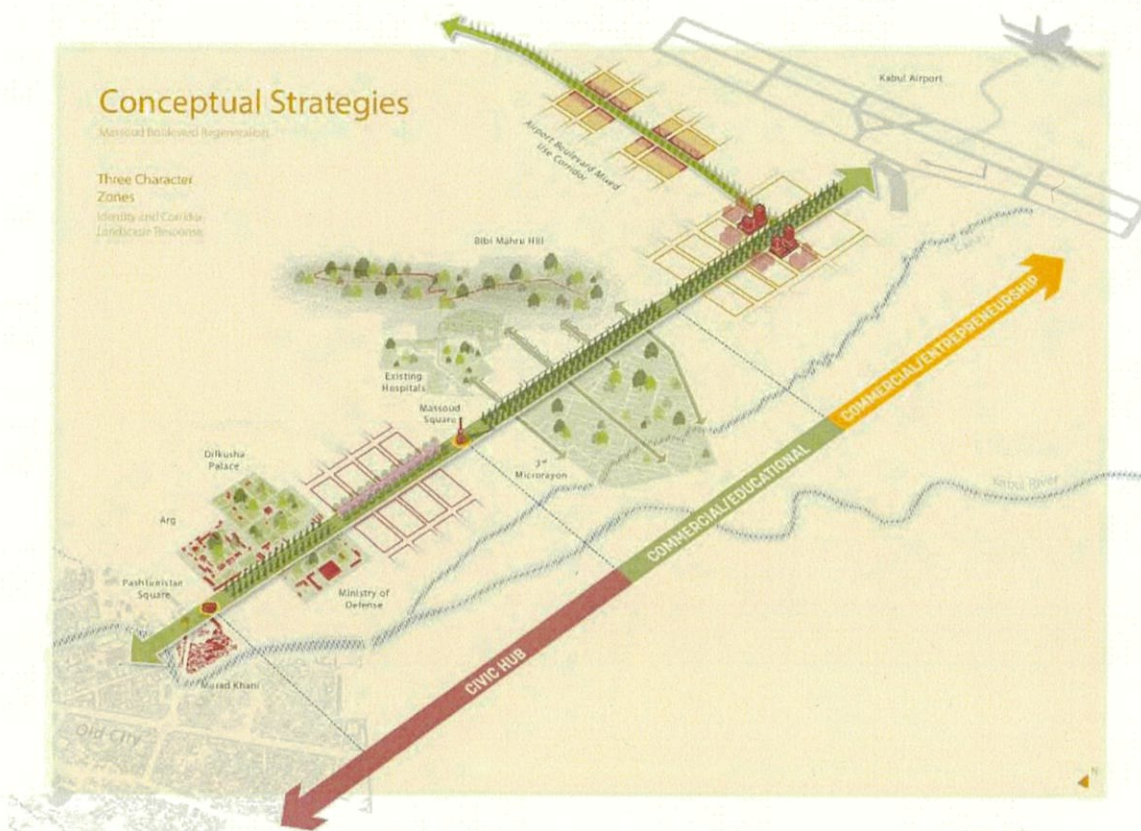 Conceptual Strategies
Massoud Boulevard Regeneration
Three Character
Zones
Identity and Corridor
Landscape Response
Kabul Airport
Airport Boulevard Mixed
Use Corridor
Canal
Bibi Mahru Hill
Existing
Hospitals
Massoud
Square
3rd
Microrayon
Dilkusha
Palace
Arg
Pashtunistan
Square
Ministry of
Defense
Murad Khani
Old City
Kabul River
COMMERCIAL/ENTREPRENEURSHIP
COMMERCIAL/EDUCATIONAL
CIVIC HUB
N